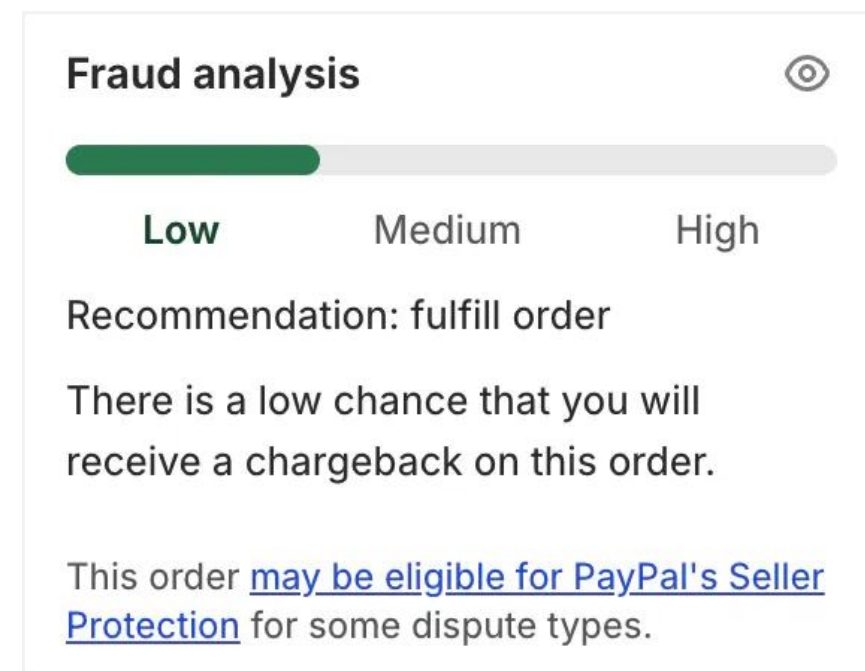 Fraud analysis
Low
Medium
High
Recommendation: fulfill order
There is a low chance that you will
receive a chargeback on this order.
This order may be eligible for PayPal's Seller
Protection for some dispute types.